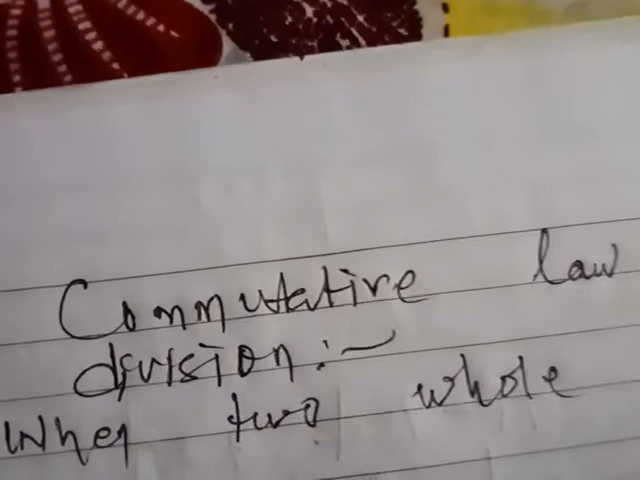 Commutative law
division :-
When two whole